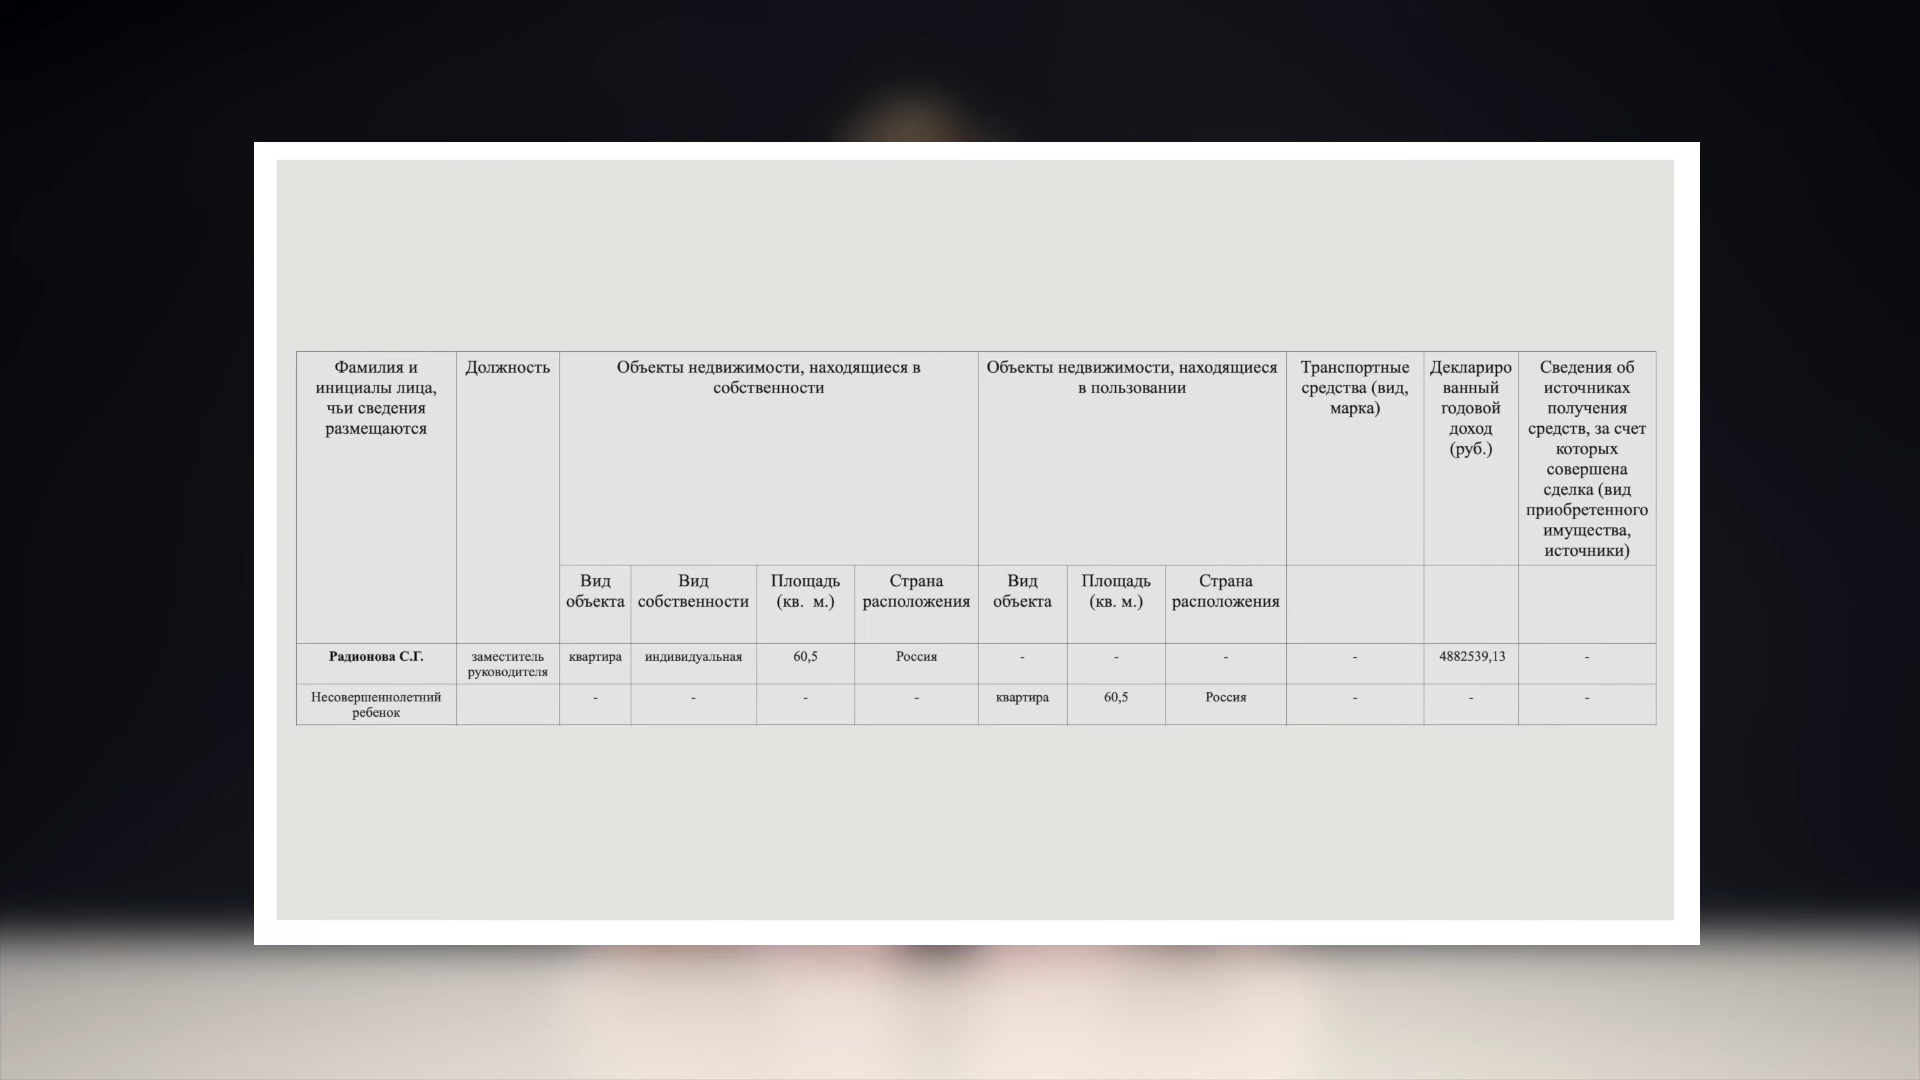 Фамилия и
инициалы лица,
чьи сведения
размещаются
Должность
Объекты недвижимости, находящиеся в
собственности
Объекты недвижимости, находящиеся
в пользовании
Транспортные
средства (вид,
марка)
Деклариро
ванный
годовой
доход
(руб.)
Сведения об
источниках
получения
средств, за счет
которых
совершена
сделка (вид
приобретенного
имущества,
источники)
Вид
объекта
Вид
собственности
Площадь
(кв. м.)
Страна
расположения
Вид
объекта
Площадь
(кв. м.)
Страна
расположения
Радионова С.Г.
заместитель
руководителя
квартира
индивидуальная
60,5
Россия
-
-
-
-
4882539,13
-
Несовершеннолетний
ребенок
-
-
-
-
квартира
60,5
Россия
-
-
-